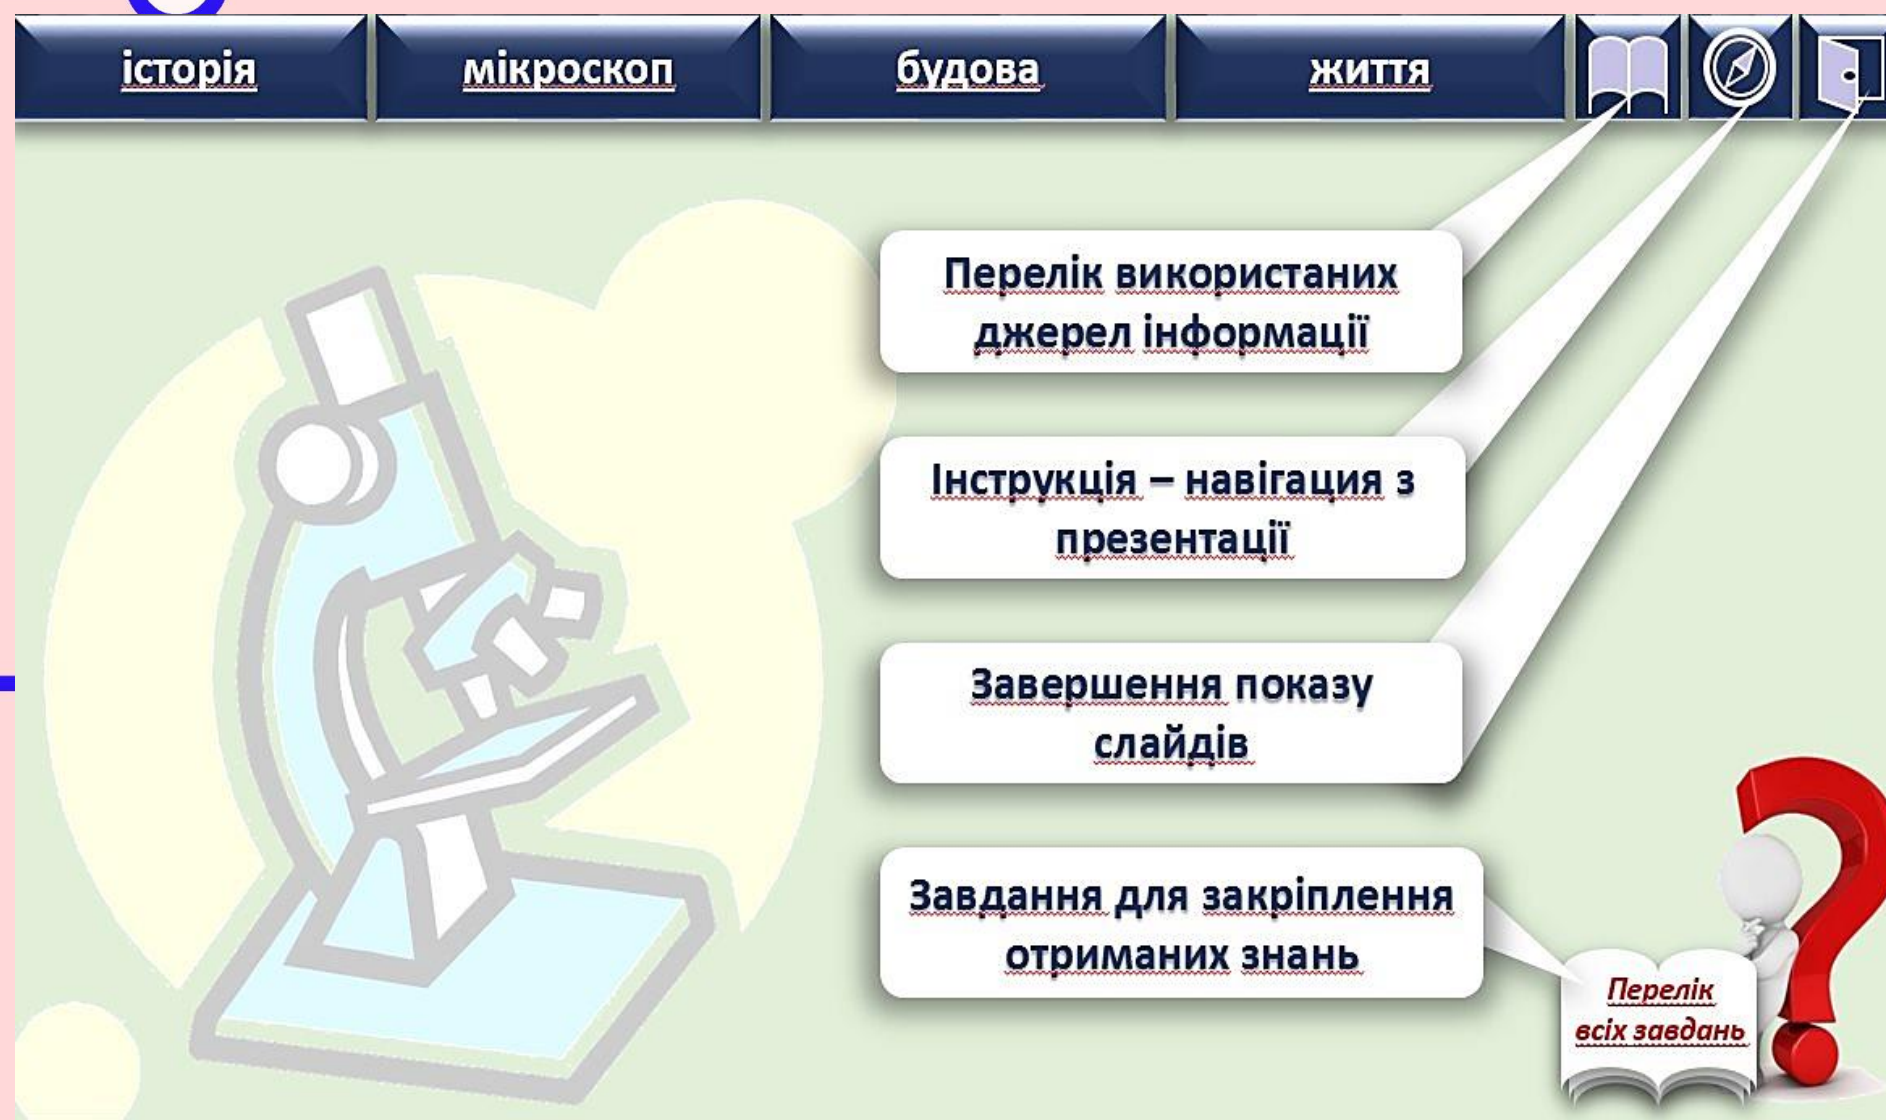 історія
мікроскоп
будова
життя
Перелік використаних
джерел інформації
Інструкція – навігация з
презентації
Завершення показу
слайдів
Завдання для закріплення
отриманих знань
Перелік
всіх завдань